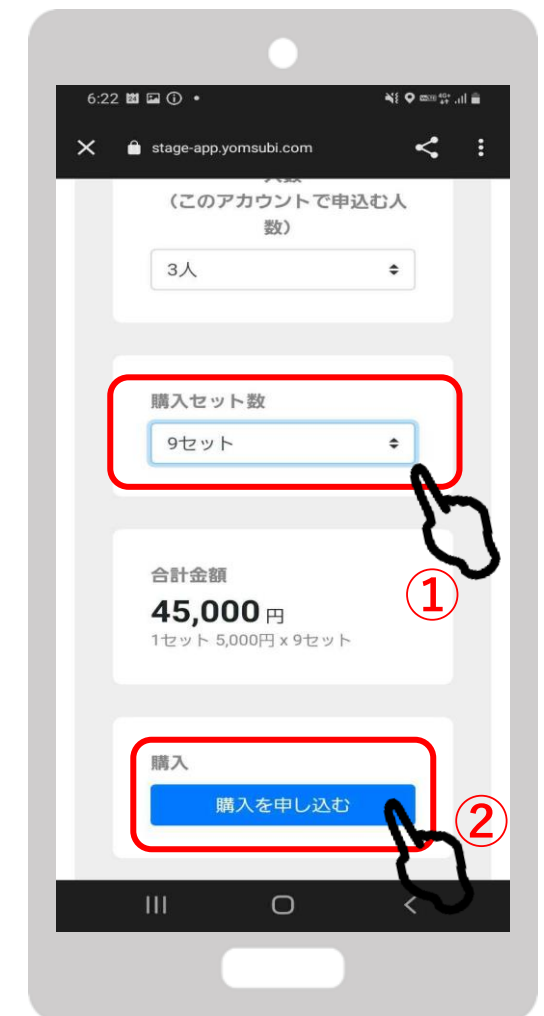 6:22
stage-app.yomsubi.com
（このアカウントで申込む人
数）
3人
購入セット数
9セット
①
合計金額
45,000 円
1セット 5,000円 x 9セット
購入
購入を申し込む
②